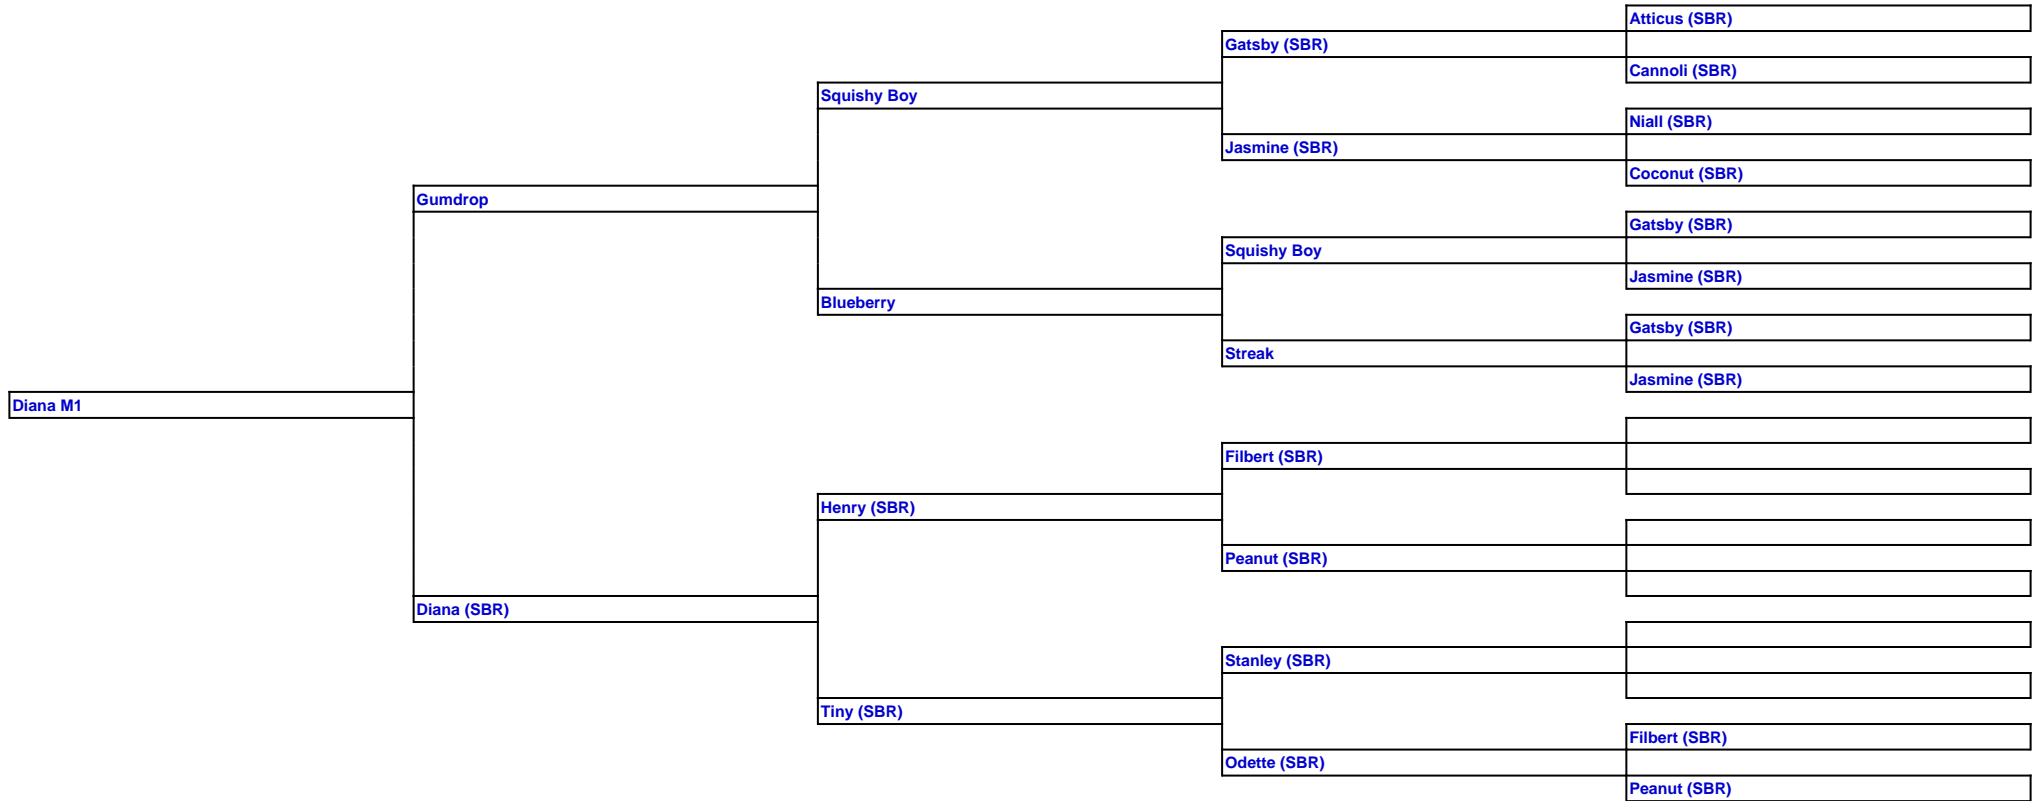 Atticus (SBR)
Gatsby (SBR)
Cannoli (SBR)
Squishy Boy
Niall (SBR)
Jasmine (SBR)
Coconut (SBR)
Gumdrop
Gatsby (SBR)
Squishy Boy
Jasmine (SBR)
Blueberry
Gatsby (SBR)
Streak
Jasmine (SBR)
Diana M1
Filbert (SBR)
Henry (SBR)
Peanut (SBR)
Diana (SBR)
Stanley (SBR)
Tiny (SBR)
Filbert (SBR)
Odette (SBR)
Peanut (SBR)